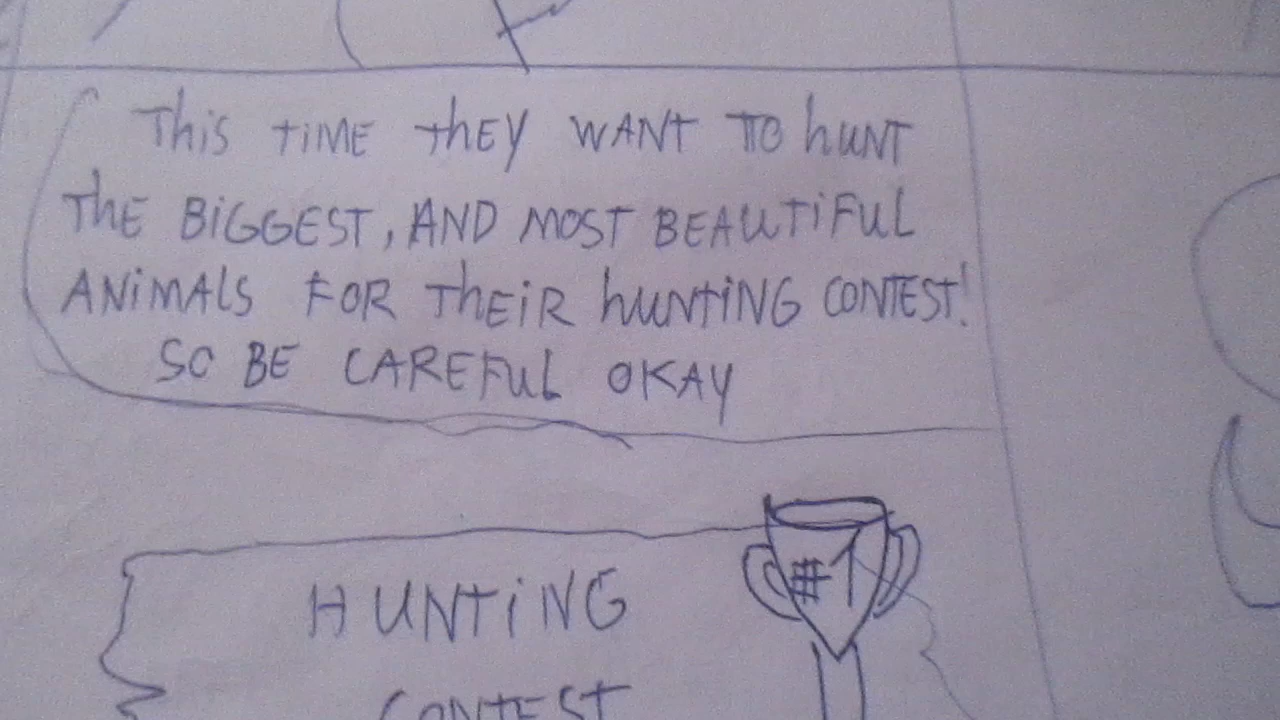 This TiME ThEY WANT TO hUNT
ThE BiGGEST, AND MOST BEAUTiFUL
ANiMALS FOR ThEiR hUNTiNG CONTEST!
SO BE CAREFUL OKAY
#1
HUNTiNG
CONTEST